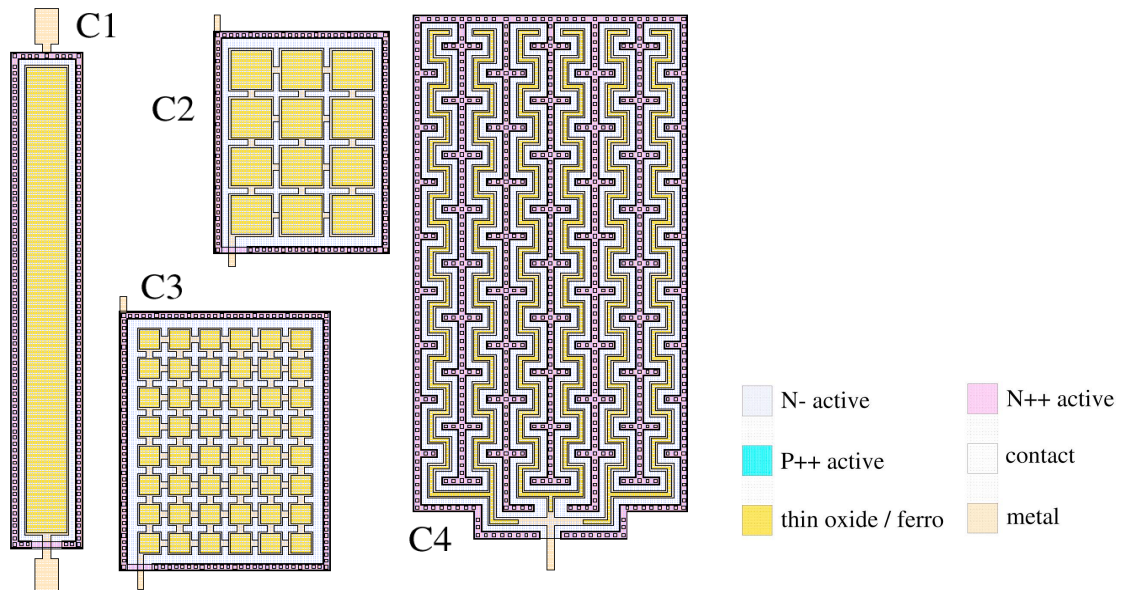 C1
C2
C3
C4
N- active
N++ active
P++ active
contact
thin oxide / ferro
metal